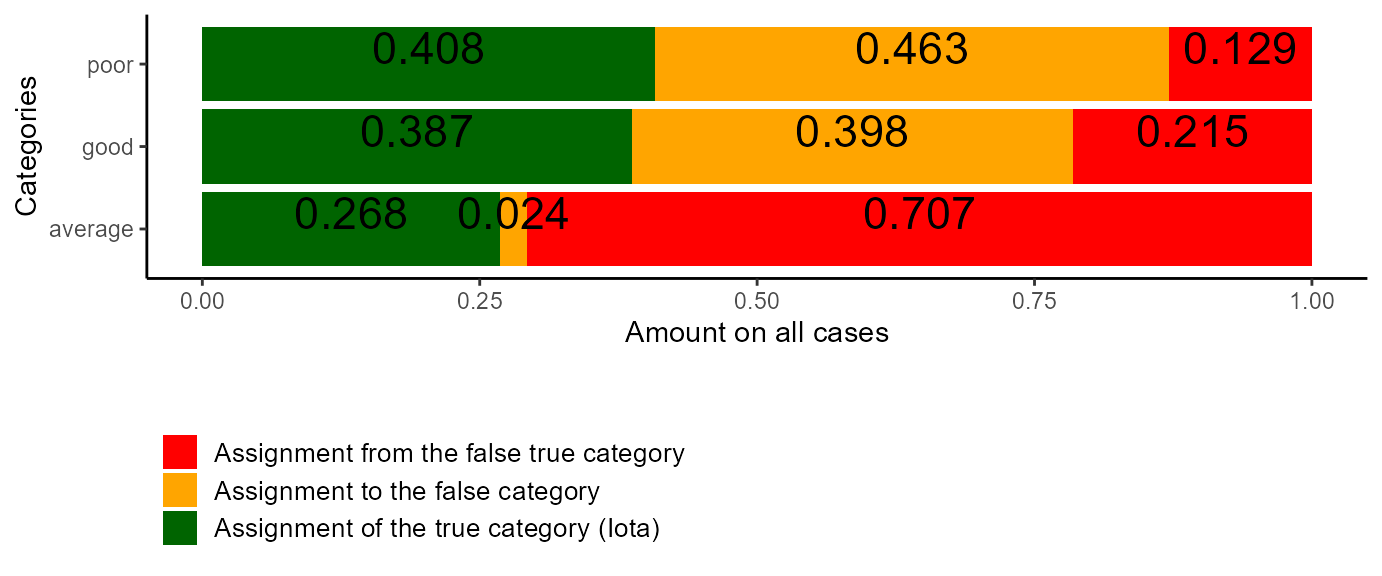 Categories
poor
0.408 0.463 0.129
good
0.387 0.398 0.215
average
0.268 0.024 0.707
0.00 0.25 0.50 0.75 1.00
Amount on all cases
Assignment from the false true category
Assignment to the false category
Assignment of the true category (Iota)